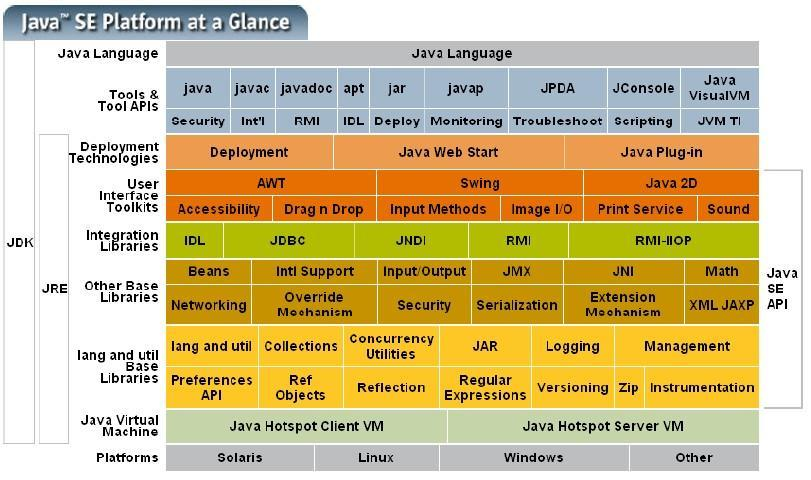 Java™ SE Platform at a Glance
Java Language
Java Language
Tools &
Tool APIs
java javac javadoc apt jar javap JPDA JConsole Java VisualVM
Security Int'l RMI IDL Deploy Monitoring Troubleshoot Scripting JVM TI
Deployment
Technologies
Deployment Java Web Start Java Plug-in
User
Interface
Toolkits
AWT Swing Java 2D
Accessibility Drag n Drop Input Methods Image I/O Print Service Sound
Integration
Libraries
IDL JDBC JNDI RMI RMI-IIOP
JDK
JRE
Other Base
Libraries
Beans Intl Support Input/Output JMX JNI Math
Networking Override Mechanism Security Serialization Extension Mechanism XML JAXP
Java
SE
API
lang and util
Base
Libraries
lang and util Collections Concurrency Utilities JAR Logging Management
Preferences API Ref Objects Reflection Regular Expressions Versioning Zip Instrumentation
Java Virtual
Machine
Java Hotspot Client VM Java Hotspot Server VM
Platforms
Solaris Linux Windows Other